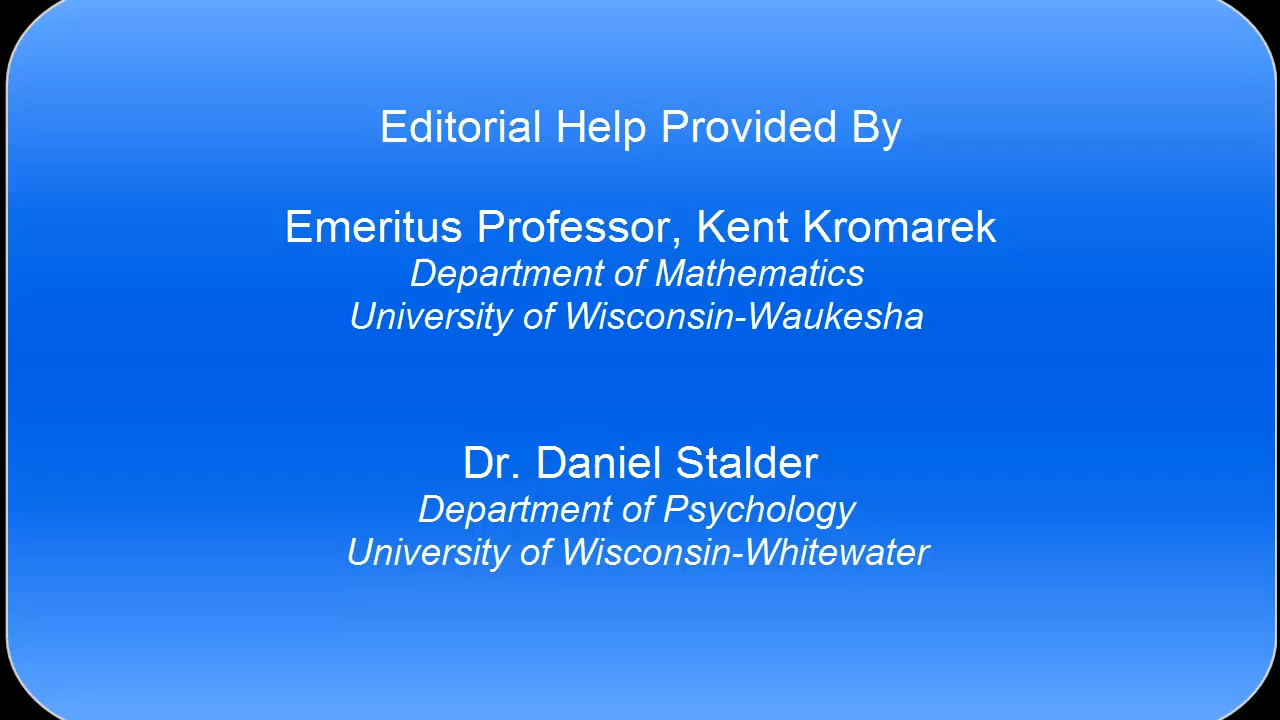 Editorial Help Provided By
Emeritus Professor, Kent Kromarek
Department of Mathematics
University of Wisconsin-Waukesha
Dr. Daniel Stalder
Department of Psychology
University of Wisconsin-Whitewater